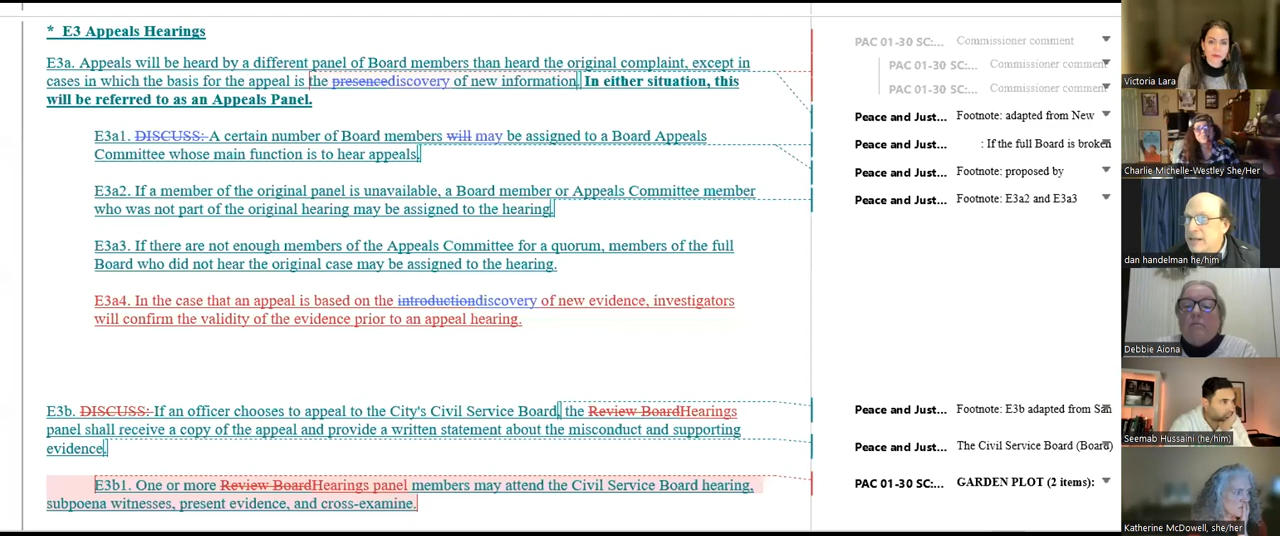 * E3 Appeals Hearings
E3a. Appeals will be heard by a different panel of Board members than heard the original complaint, except in
cases in which the basis for the appeal is the presencediscovery of new information. In either situation, this
will be referred to as an Appeals Panel.
E3a1. DISCUSS: A certain number of Board members will may be assigned to a Board Appeals
Committee whose main function is to hear appeals.
E3a2. If a member of the original panel is unavailable, a Board member or Appeals Committee member
who was not part of the original hearing may be assigned to the hearing.
E3a3. If there are not enough members of the Appeals Committee for a quorum, members of the full
Board who did not hear the original case may be assigned to the hearing.
E3a4. In the case that an appeal is based on the introductiondiscovery of new evidence, investigators
will confirm the validity of the evidence prior to an appeal hearing.
E3b. DISCUSS: If an officer chooses to appeal to the City's Civil Service Board, the Review BoardHearings
panel shall receive a copy of the appeal and provide a written statement about the misconduct and supporting
evidence.
E3b1. One or more Review BoardHearings panel members may attend the Civil Service Board hearing,
subpoena witnesses, present evidence, and cross-examine.
PAC 01-30 SC:... Commissioner comment
PAC 01-30 SC:... Commissioner comment
PAC 01-30 SC:... Commissioner comment
Peace and Just... Footnote: adapted from New
Peace and Just... : If the full Board is broken
Peace and Just... Footnote: proposed by
Peace and Just... Footnote: E3a2 and E3a3
Peace and Just... Footnote: E3b adapted from San
Peace and Just... The Civil Service Board (Board)
PAC 01-30 SC:... GARDEN PLOT (2 items):
Victoria Lara
Charlie Michelle-Westley She/Her
dan handelman he/him
Debbie Aiona
Seemab Hussaini (he/him)
Katherine McDowell, she/her